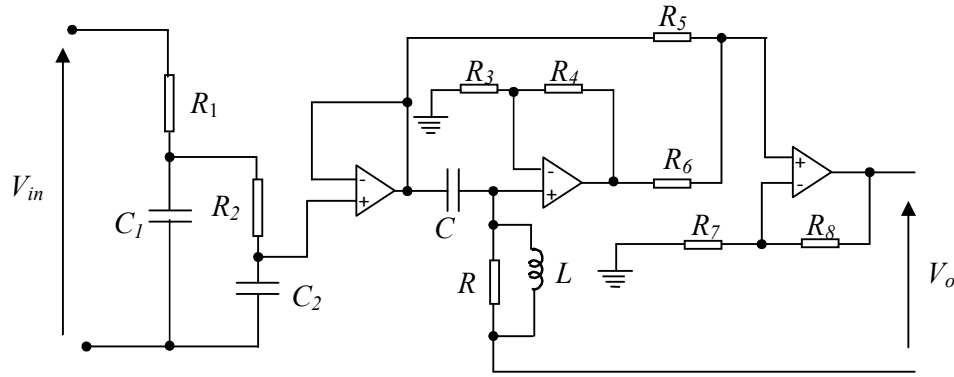 R5
R3
R4
R1
Vin
R2
C1
C2
-
+
C
-
+
R6
+
-
R7
R8
R
L
Vo